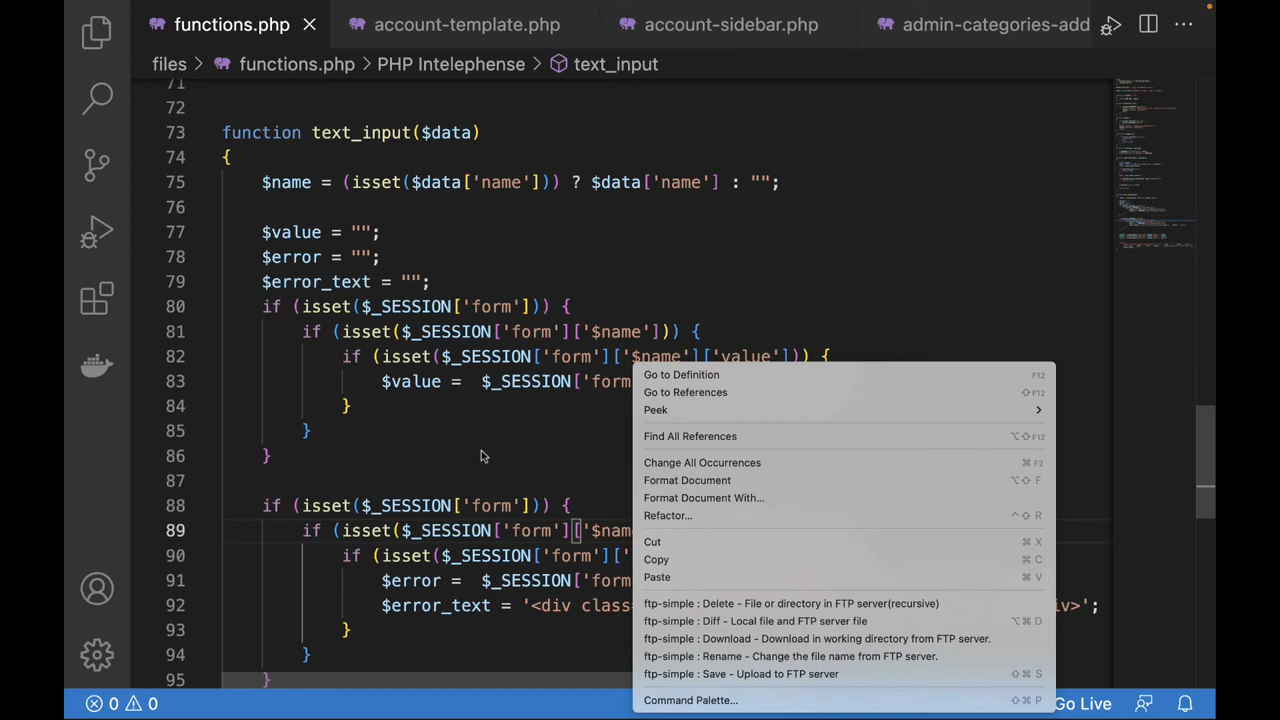 functions.php
account-template.php
account-sidebar.php
admin-categories-add
files > functions.php > PHP Intelephense > text_input
71
72
73 function text_input($data)
74 {
75 $name = (isset($data['name'])) ? $data['name'] : "";
76
77 $value = "";
78 $error = "";
79 $error_text = "";
80 if (isset($_SESSION['form'])) {
81 if (isset($_SESSION['form']['$name'])) {
82 if (isset($_SESSION['form']['$name']['value'])) {
83 $value = $_SESSION['form
84 }
85 }
86 }
87
88 if (isset($_SESSION['form'])) {
89 if (isset($_SESSION['form']['$nam
90 if (isset($_SESSION['form']['
91 $error = $_SESSION['form
92 $error_text = '<div class= iv>';
93 }
94 }
95 }
Go to Definition F12
Go to References ⇧F12
Peek >
Find All References ⌥⇧F12
Change All Occurrences ⌘F2
Format Document ⌥⇧ F
Format Document With...
Refactor... ^⇧ R
Cut ⌘ X
Copy ⌘ C
Paste ⌘ V
ftp-simple : Delete - File or directory in FTP server(recursive)
ftp-simple : Diff - Local file and FTP server file ⌥⌘ D
ftp-simple : Download - Download in working directory from FTP server.
ftp-simple : Rename - Change the file name from FTP server.
ftp-simple : Save - Upload to FTP server ⇧⌘ S
Command Palette... ⇧⌘ P
0 0
Go Live